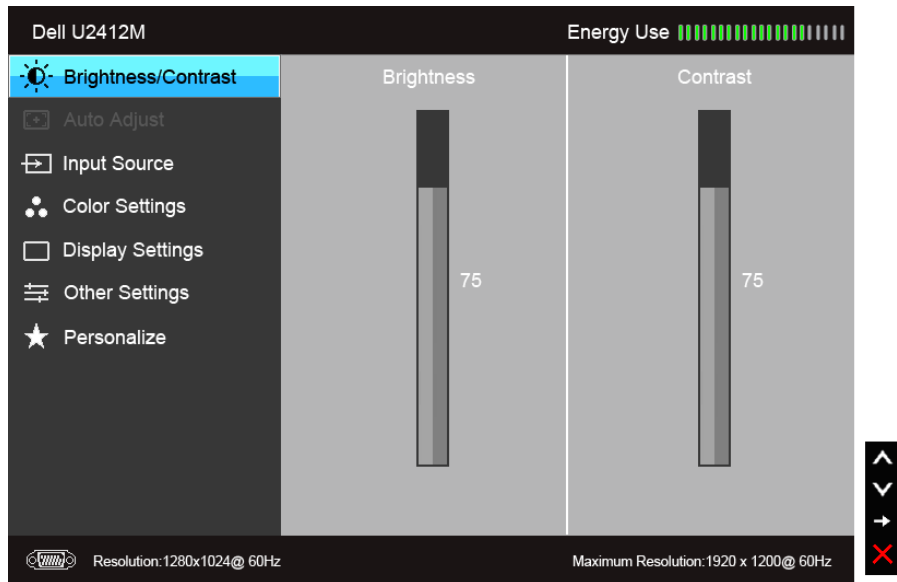 Dell U2412M
Energy Use
Brightness/Contrast
Auto Adjust
Input Source
Color Settings
Display Settings
Other Settings
Personalize
Brightness
75
Contrast
75
Resolution:1280x1024@ 60Hz
Maximum Resolution:1920 x 1200@ 60Hz